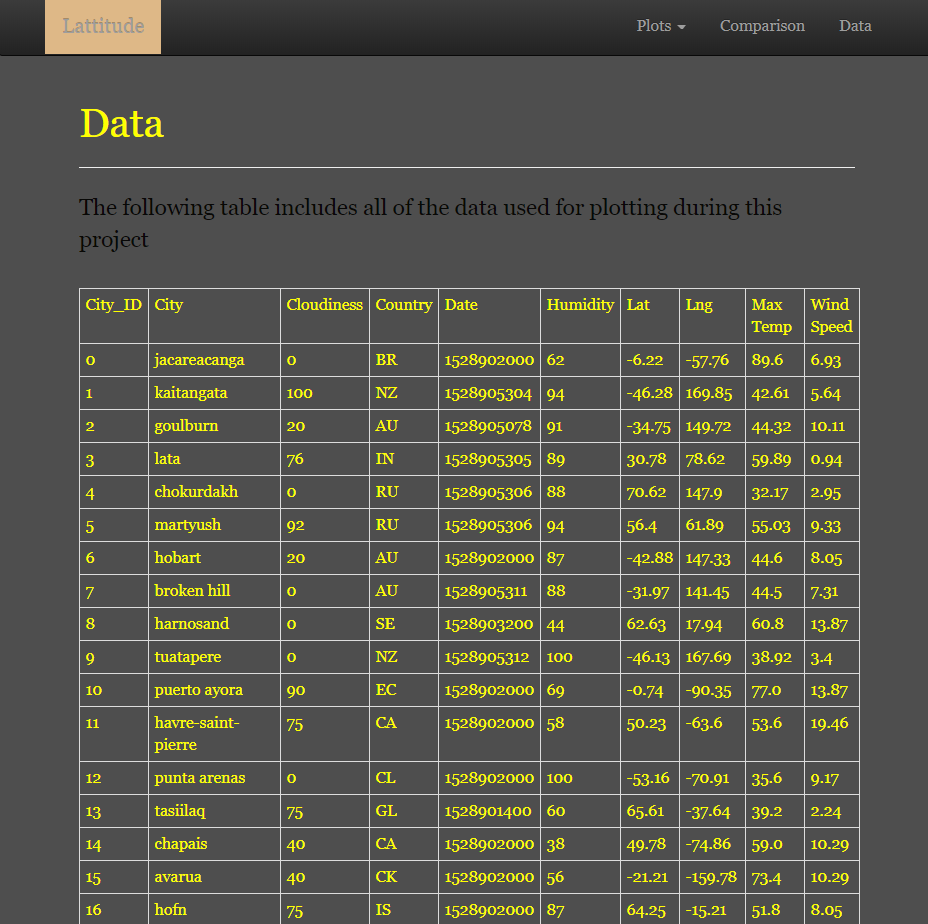 Lattitude Plots Comparison Data
Data
The following table includes all of the data used for plotting during this
project
City_ID City Cloudiness Country Date Humidity Lat Lng Max Wind
Temp Speed
0 jacareacanga 0 BR 1528902000 62 -6.22 -57.76 89.6 6.93
1 kaitangata 100 NZ 1528905304 94 -46.28 169.85 42.61 5.64
2 goulburn 20 AU 1528905078 91 -34.75 149.72 44.32 10.11
3 lata 76 IN 1528905305 89 30.78 78.62 59.89 0.94
4 chokurdakh 0 RU 1528905306 88 70.62 147.9 32.17 2.95
5 martyush 92 RU 1528905306 94 56.4 61.89 55.03 9.33
6 hobart 20 AU 1528902000 87 -42.88 147.33 44.6 8.05
7 broken hill 0 AU 1528905311 88 -31.97 141.45 44.5 7.31
8 harnosand 0 SE 1528903200 44 62.63 17.94 60.8 13.87
9 tuatapere 0 NZ 1528905312 100 -46.13 167.69 38.92 3.4
10 puerto ayora 90 EC 1528902000 69 -0.74 -90.35 77.0 13.87
11 havre-saint- 75 CA 1528902000 58 50.23 -63.6 53.6 19.46
pierre
12 punta arenas 0 CL 1528902000 100 -53.16 -70.91 35.6 9.17
13 tasiilaq 75 GL 1528901400 60 65.61 -37.64 39.2 2.24
14 chapais 40 CA 1528902000 38 49.78 -74.86 59.0 10.29
15 avarua 40 CK 1528902000 56 -21.21 -159.78 73.4 10.29
16 hofn 75 IS 1528902000 87 64.25 -15.21 51.8 8.05